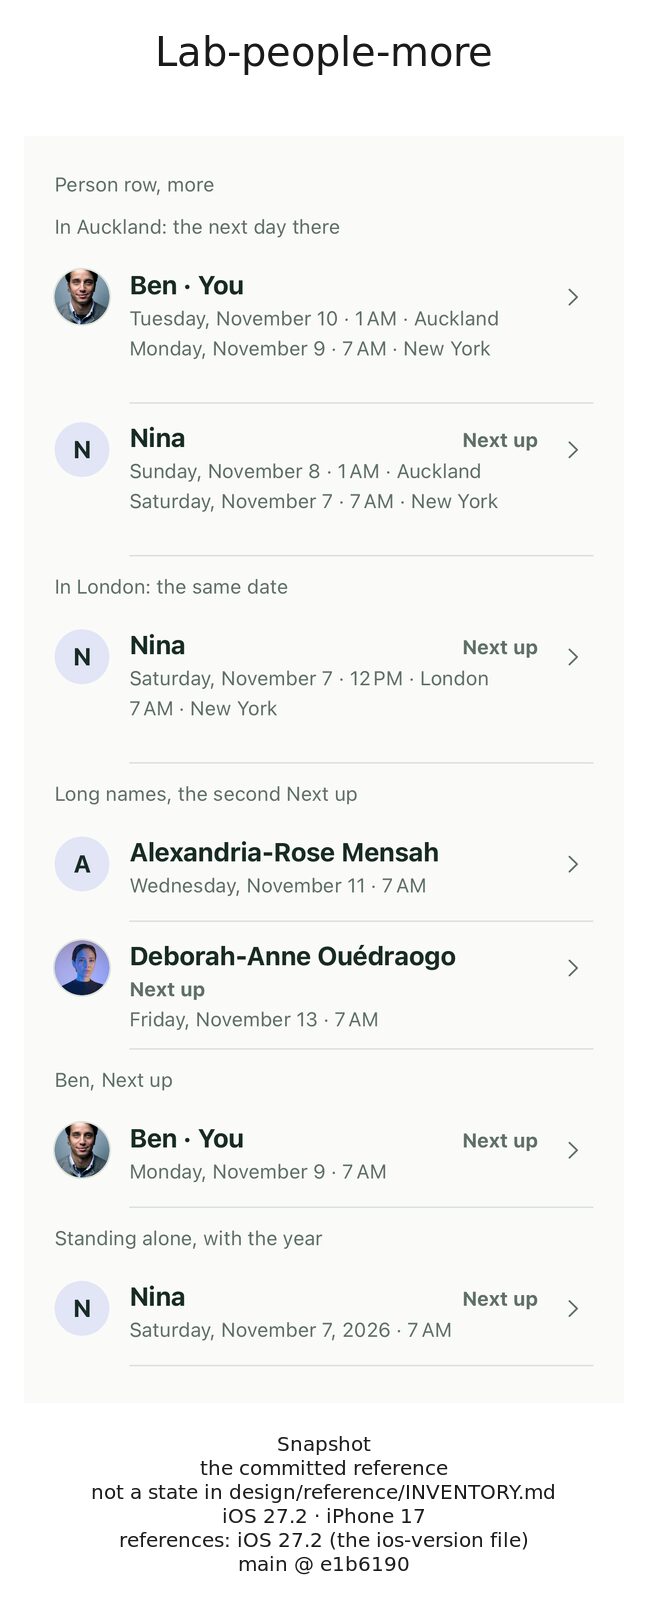 Lab-people-more
Person row, more
In Auckland: the next day there
Ben · You
Tuesday, November 10 · 1 AM · Auckland
Monday, November 9 · 7 AM · New York
N
Nina
Next up
Sunday, November 8 · 1 AM · Auckland
Saturday, November 7 · 7 AM · New York
In London: the same date
N
Nina
Next up
Saturday, November 7 · 12 PM · London
7 AM · New York
Long names, the second Next up
A
Alexandria-Rose Mensah
Wednesday, November 11 · 7 AM
Deborah-Anne Ouédraogo
Next up
Friday, November 13 · 7 AM
Ben, Next up
Ben · You
Next up
Monday, November 9 · 7 AM
Standing alone, with the year
N
Nina
Next up
Saturday, November 7, 2026 · 7 AM
Snapshot
the committed reference
not a state in design/reference/INVENTORY.md
iOS 27.2 · iPhone 17
references: iOS 27.2 (the ios-version file)
main @ e1b6190